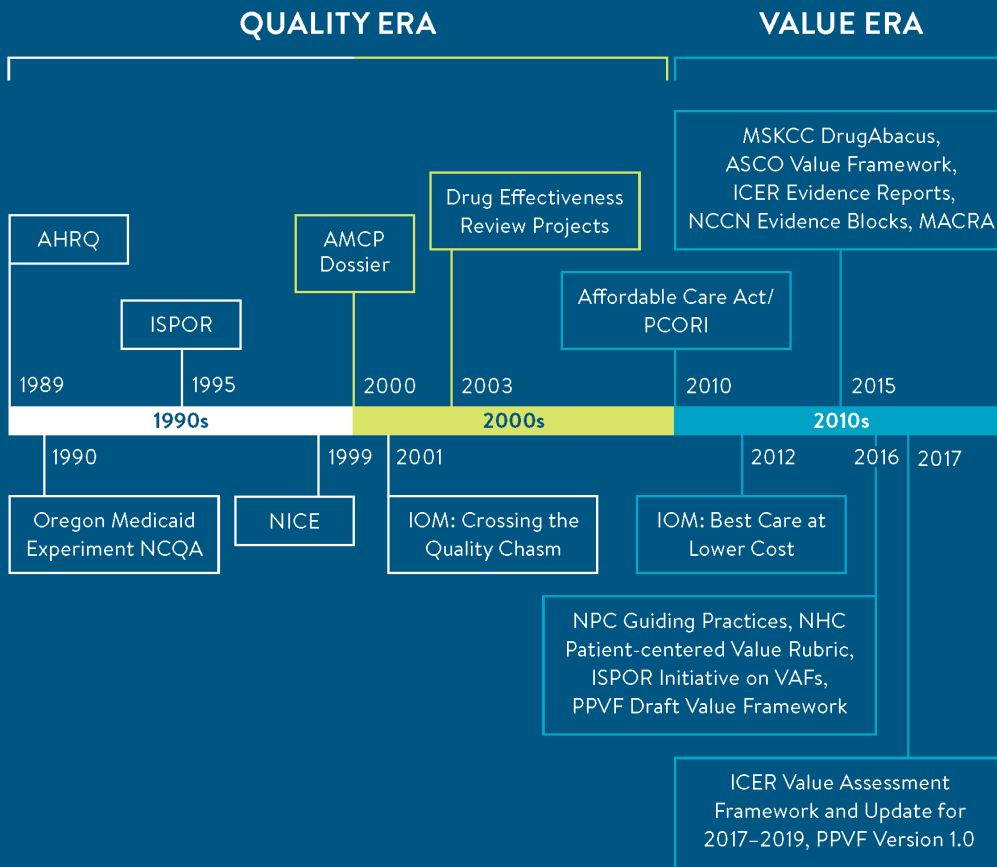 QUALITY ERA
VALUE ERA
MSKCC DrugAbacus,
ASCO Value Framework,
ICER Evidence Reports,
NCCN Evidence Blocks, MACRA
Drug Effectiveness
Review Projects
AHRQ
AMCP
Dossier
Affordable Care Act/
PCORI
ISPOR
1989
1995
2000
2003
2010
2015
1990s
2000s
2010s
1990
1999
2001
2012
2016
2017
Oregon Medicaid
Experiment NCQA
NICE
IOM: Crossing the
Quality Chasm
IOM: Best Care at
Lower Cost
NPC Guiding Practices, NHC
Patient-centered Value Rubric,
ISPOR Initiative on VAFs,
PPVF Draft Value Framework
ICER Value Assessment
Framework and Update for
2017–2019, PPVF Version 1.0